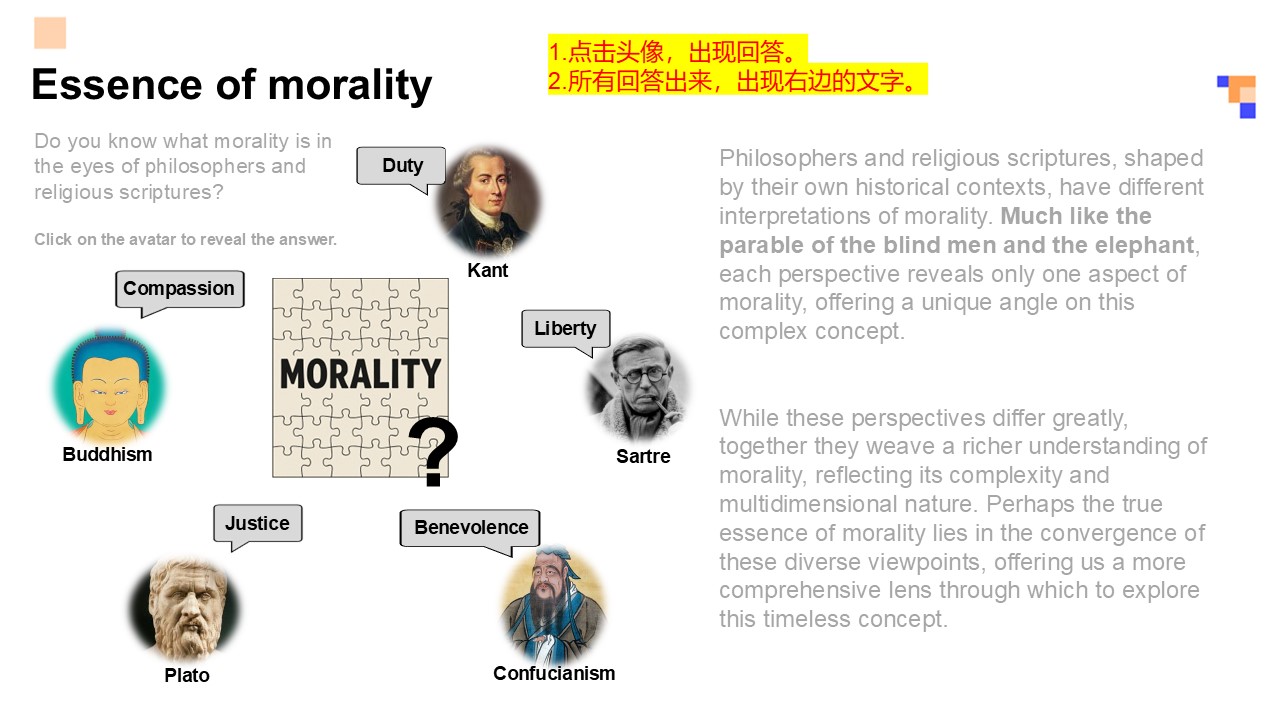 1.点击头像，出现回答。
2.所有回答出来，出现右边的文字。
Essence of morality
Do you know what morality is in
the eyes of philosophers and
religious scriptures?
Click on the avatar to reveal the answer.
Duty
Kant
Compassion
Buddhism
MORALITY
?
Liberty
Sartre
Justice
Plato
Benevolence
Confucianism
Philosophers and religious scriptures, shaped
by their own historical contexts, have different
interpretations of morality. Much like the
parable of the blind men and the elephant,
each perspective reveals only one aspect of
morality, offering a unique angle on this
complex concept.
While these perspectives differ greatly,
together they weave a richer understanding of
morality, reflecting its complexity and
multidimensional nature. Perhaps the true
essence of morality lies in the convergence of
these diverse viewpoints, offering us a more
comprehensive lens through which to explore
this timeless concept.